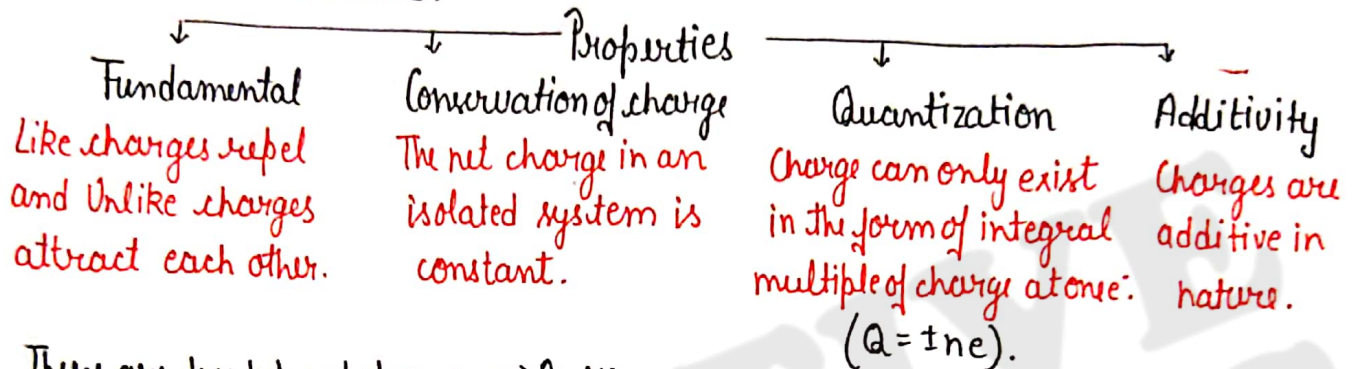 Properties
Fundamental
Like charges repel
and Unlike charges
attract each other.
Conservation of charge
The net charge in an
isolated system is
constant.
Quantization
Charge can only exist
in the form of integral
multiple of charge
(Q = ±ne).
Additivity
Charges are
additive in
nature.
There are